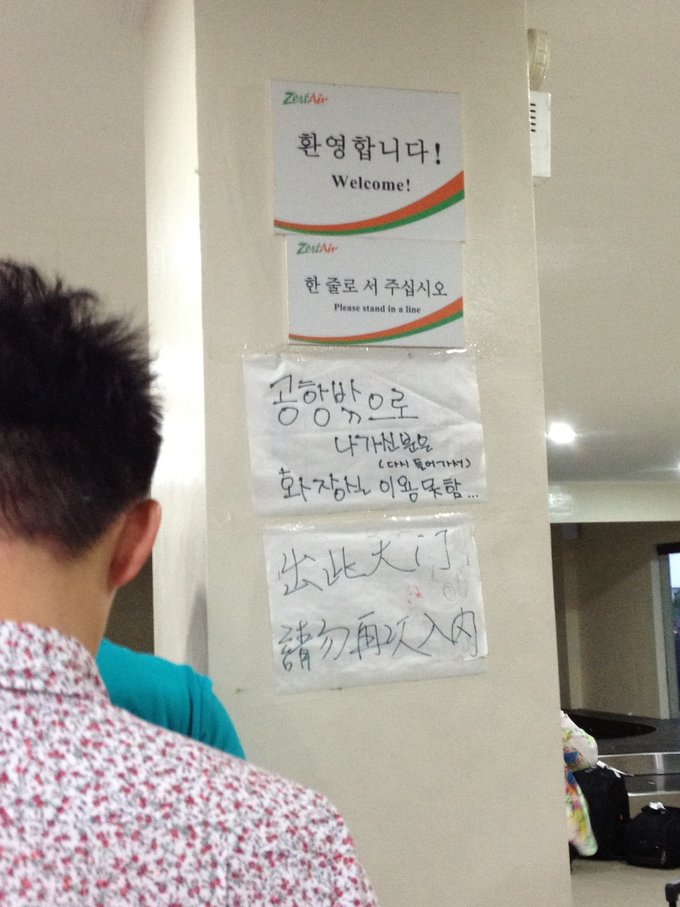 ZestAir
환영합니다!
Welcome!
ZestAir
한 줄로 서 주십시오
Please stand in a line
공항밖으로
나가신분은
(다시 들어가서)
화장실 이용못함...
出此大门
請勿再次入内